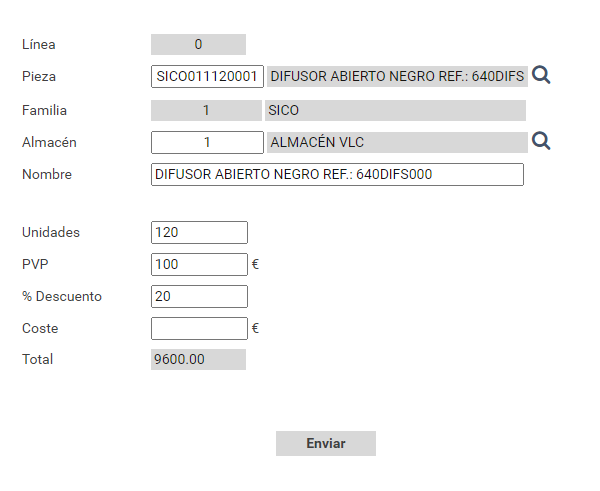 Línea 0
Pieza SICO011120001 DIFUSOR ABIERTO NEGRO REF.: 640DIFS
Familia 1 SICO
Almacén 1 ALMACÉN VLC
Nombre DIFUSOR ABIERTO NEGRO REF.: 640DIFS000
Unidades 120
PVP 100 €
% Descuento 20
Coste €
Total 9600.00
Enviar